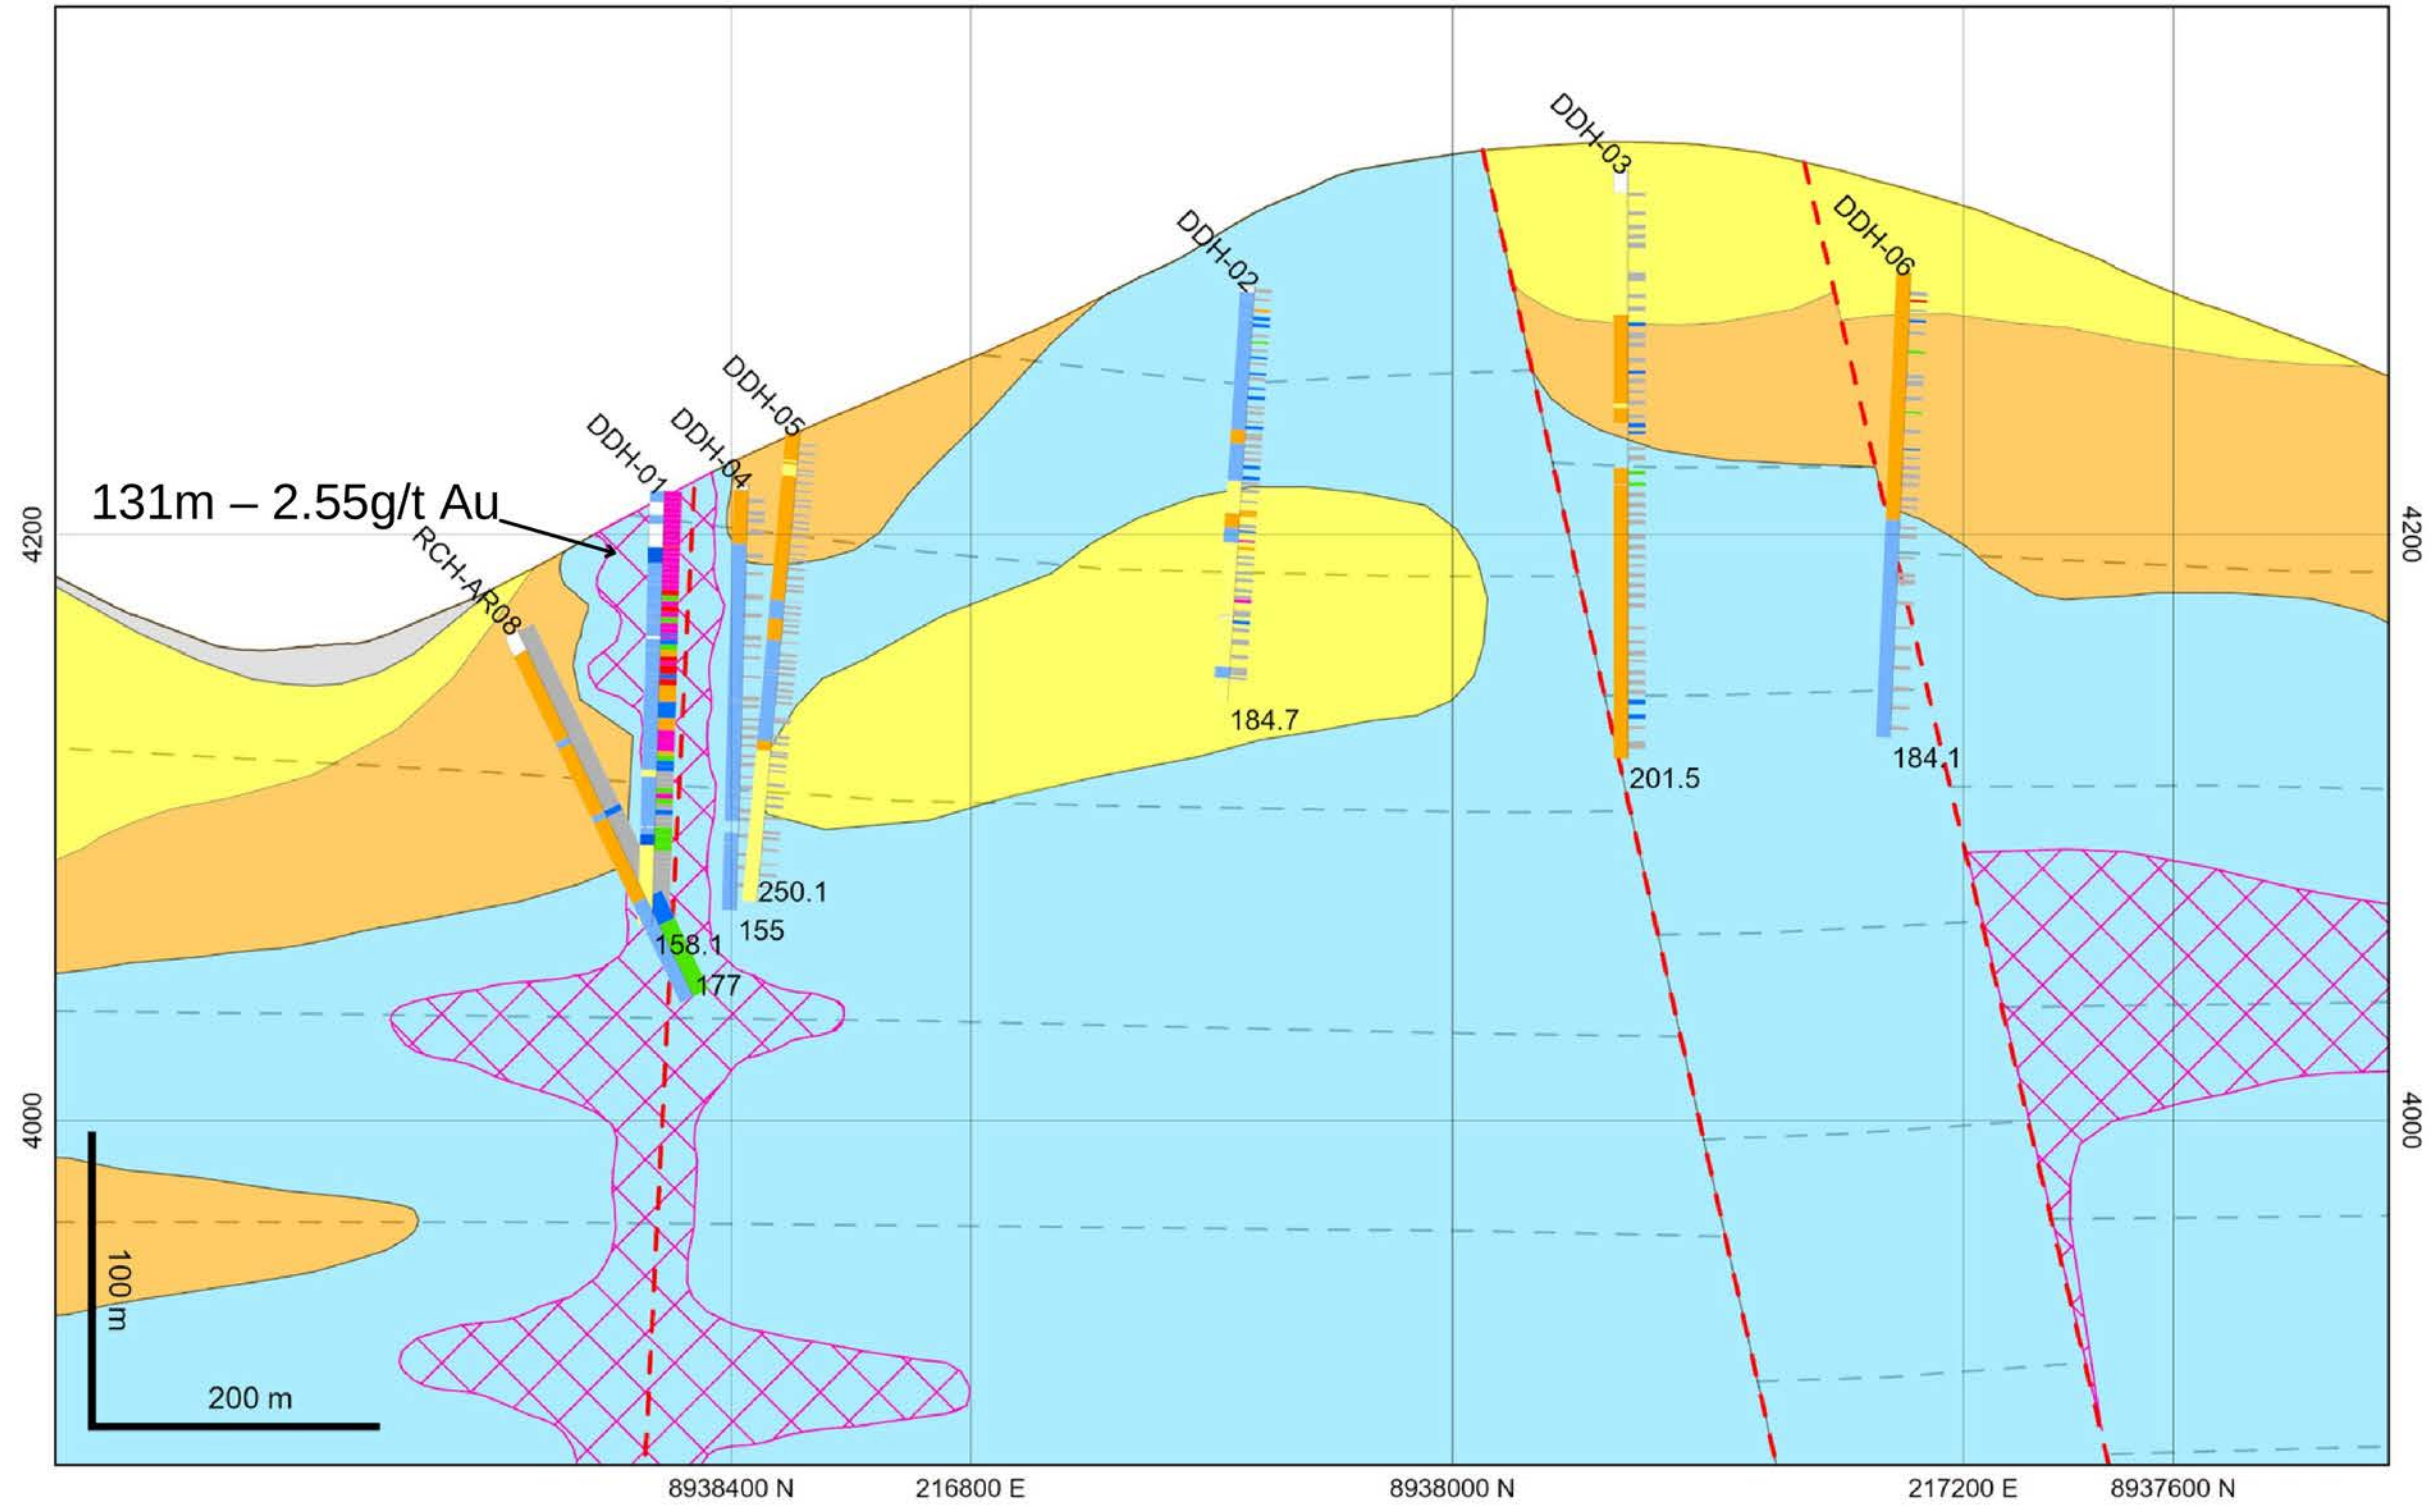 DDH-03
DDH-06
DDH-02
DDH-05
DDH-04
DDH-01
131m – 2.55g/t Au
RCH-AR08
4200
4200
184.7
184.1
201.5
250.1
155
158.1
177
4000
4000
100 m
200 m
8938400 N
216800 E
8938000 N
217200 E
8937600 N